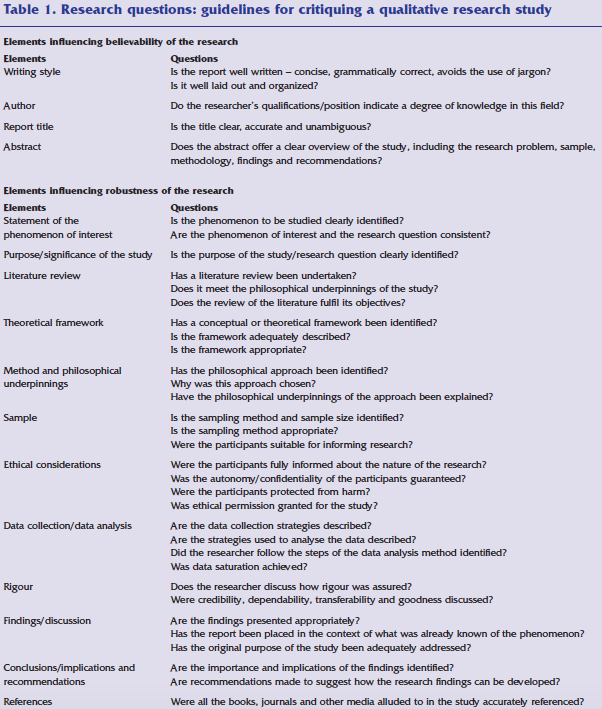 Table 1. Research questions: guidelines for critiquing a qualitative research study
Elements influencing believability of the research
Elements Questions
Writing style Is the report well written – concise, grammatically correct, avoids the use of jargon?
Is it well laid out and organized?
Author Do the researcher's qualifications/position indicate a degree of knowledge in this field?
Report title Is the title clear, accurate and unambiguous?
Abstract Does the abstract offer a clear overview of the study, including the research problem, sample,
methodology, findings and recommendations?
Elements influencing robustness of the research
Elements Questions
Statement of the Is the phenomenon to be studied clearly identified?
phenomenon of interest Are the phenomenon of interest and the research question consistent?
Purpose/significance of the study Is the purpose of the study/research question clearly identified?
Literature review Has a literature review been undertaken?
Does it meet the philosophical underpinnings of the study?
Does the review of the literature fulfil its objectives?
Theoretical framework Has a conceptual or theoretical framework been identified?
Is the framework adequately described?
Is the framework appropriate?
Method and philosophical Has the philosophical approach been identified?
underpinnings Why was this approach chosen?
Have the philosophical underpinnings of the approach been explained?
Sample Is the sampling method and sample size identified?
Is the sampling method appropriate?
Were the participants suitable for informing research?
Ethical considerations Were the participants fully informed about the nature of the research?
Was the autonomy/confidentiality of the participants guaranteed?
Were the participants protected from harm?
Was ethical permission granted for the study?
Data collection/data analysis Are the data collection strategies described?
Are the strategies used to analyse the data described?
Did the researcher follow the steps of the data analysis method identified?
Was data saturation achieved?
Rigour Does the researcher discuss how rigour was assured?
Were credibility, dependability, transferability and goodness discussed?
Findings/discussion Are the findings presented appropriately?
Has the report been placed in the context of what was already known of the phenomenon?
Has the original purpose of the study been adequately addressed?
Conclusions/implications and Are the importance and implications of the findings identified?
recommendations Are recommendations made to suggest how the research findings can be developed?
References Were all the books, journals and other media alluded to in the study accurately referenced?